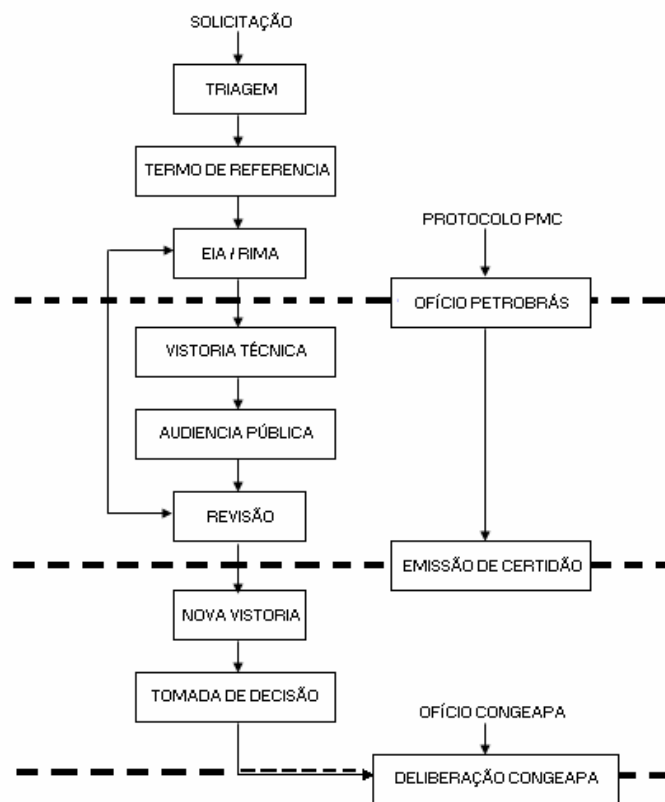 SOLICITAÇÃO
TRIAGEM
TERMO DE REFERENCIA
PROTOCOLO PMC
EIA / RIMA
OFÍCIO PETROBRÁS
VISTORIA TÉCNICA
AUDIENCIA PÚBLICA
REVISÃO
EMISSÃO DE CERTIDÃO
NOVA VISTORIA
TOMADA DE DECISÃO
OFÍCIO CONGEAPA
DELIBERAÇÃO CONGEAPA